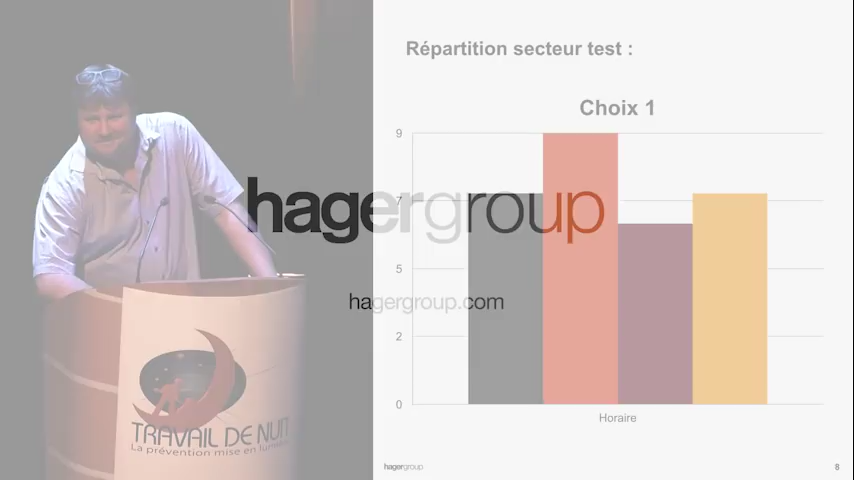 Répartition secteur test :
Choix 1
9
7
5
2
0
Horaire
hagergroup
hagergroup.com
TRAVAIL DE NUIT
La prévention mise en lumière
hagergroup
8